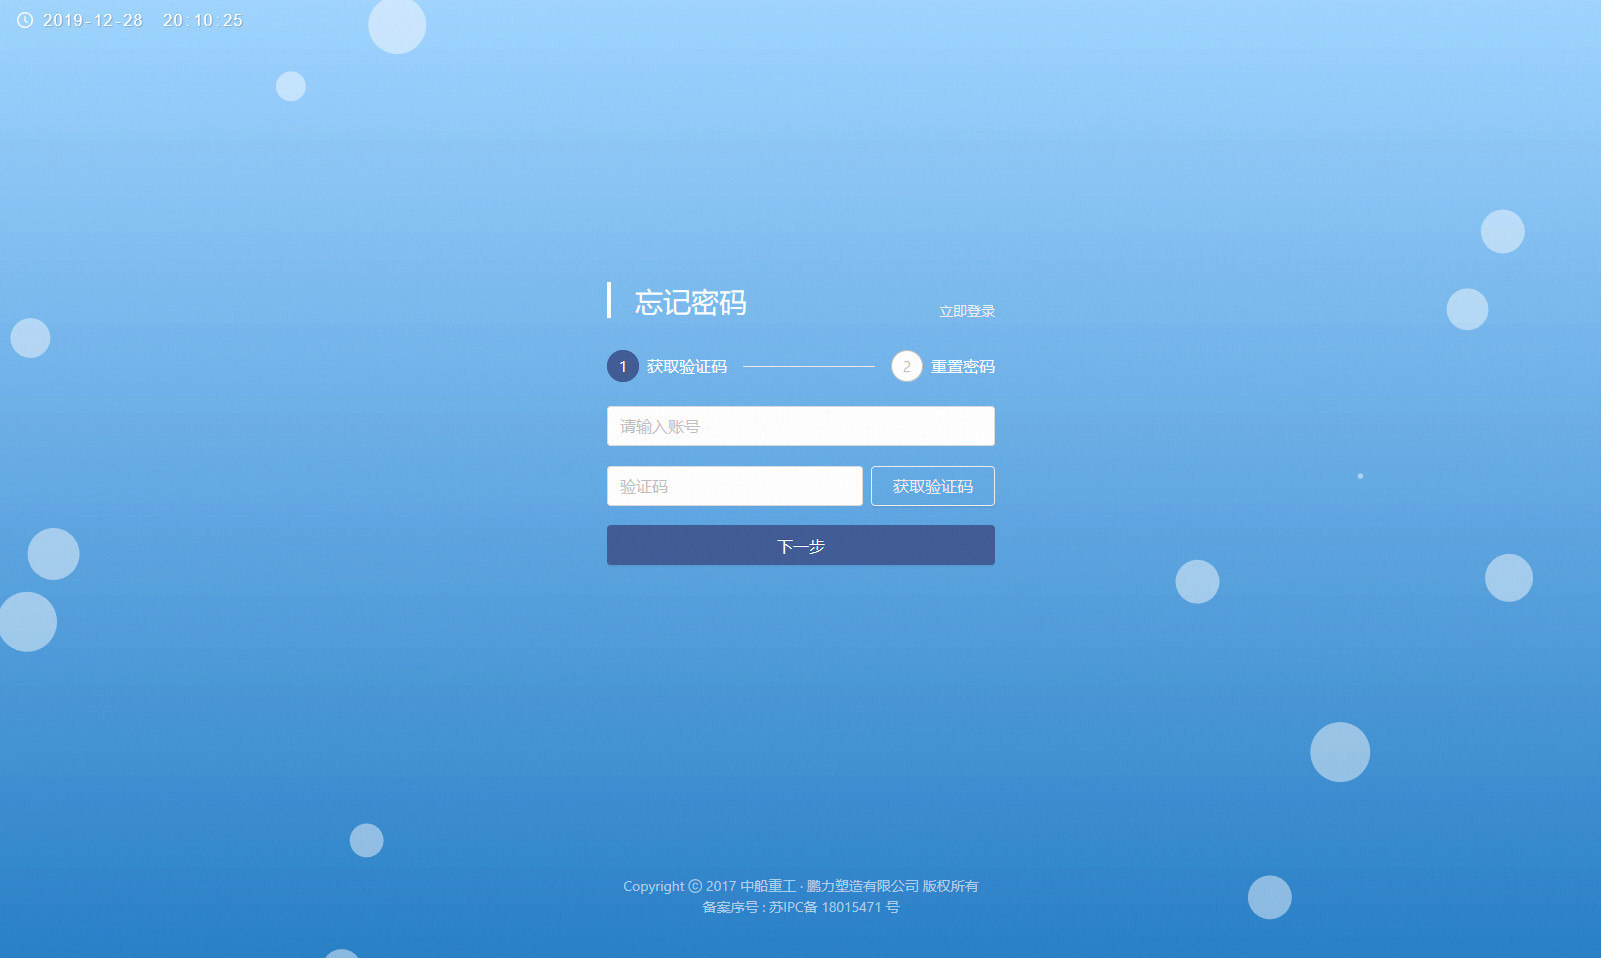 2019-12-28 20:10:25
忘记密码
立即登录
1 获取验证码 2 重置密码
请输入账号
验证码 获取验证码
下一步
Copyright ⓒ 2017 中船重工 · 鹏力塑造有限公司 版权所有
备案序号 : 苏IPC备 18015471 号